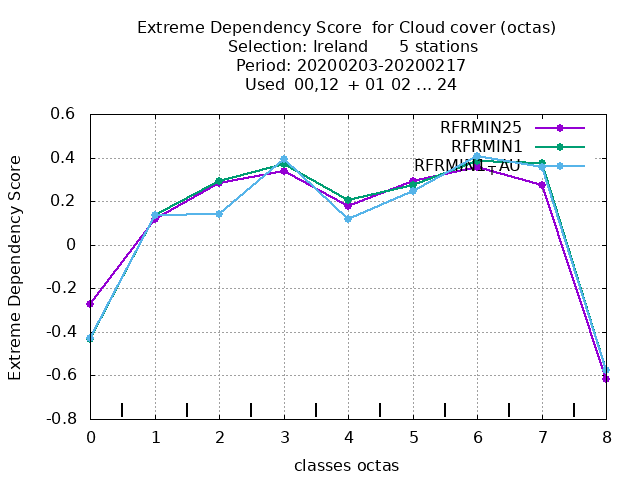 Extreme Dependency Score  for Cloud cover (octas)
Selection: Ireland      5 stations
Period: 20200203-20200217
Used  00,12  + 01 02 ... 24
RFRMIN25
RFRMIN1
RFRMIN1+AU
Extreme Dependency Score
0.6
0.4
0.2
0
-0.2
-0.4
-0.6
-0.8
0 1 2 3 4 5 6 7 8
classes octas